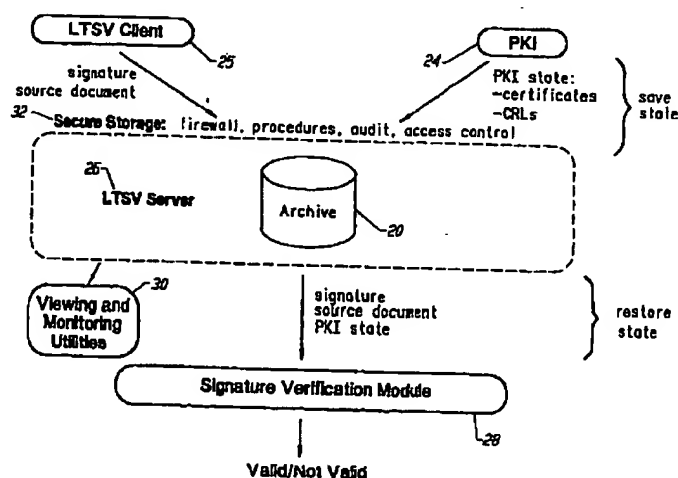 LTSV Client
25
24
PKI
signature
source document
PKI state:
-certificates
-CRLs
save
state
32
Secure Storage: firewall, procedures, audit, access control
26
LTSV Server
Archive
20
30
Viewing and
Monitoring
Utilities
signature
source document
PKI state
restore
state
Signature Verification Module
28
Valid/Not Valid